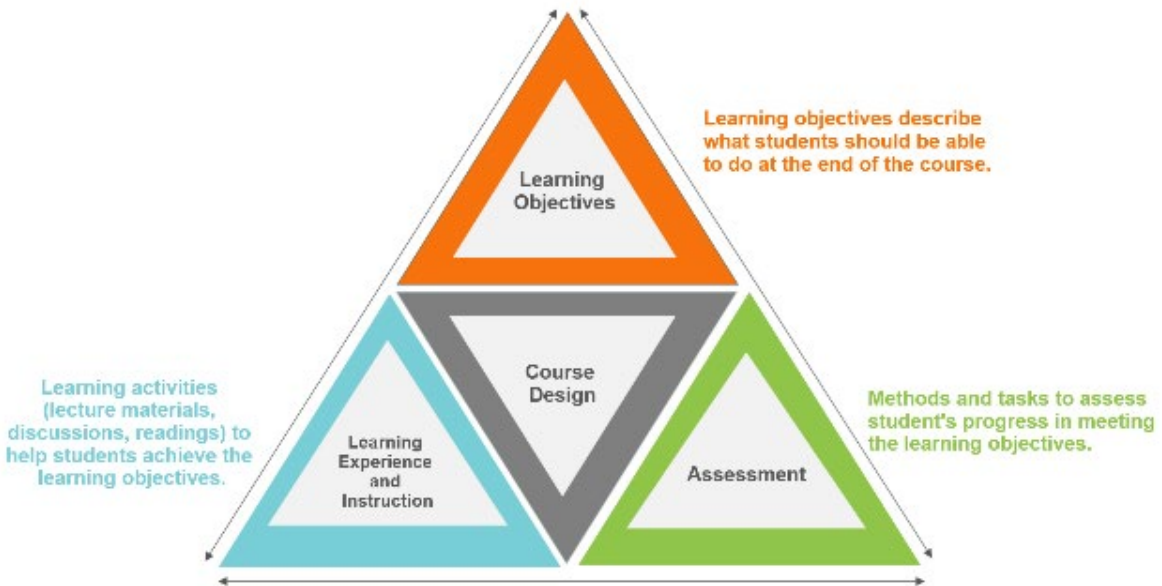 Learning objectives describe
what students should be able
to do at the end of the course.
Learning
Objectives
Course
Design
Learning activities
(lecture materials,
discussions, readings) to
help students achieve the
learning objectives.
Learning
Experience
and
Instruction
Assessment
Methods and tasks to assess
student's progress in meeting
the learning objectives.